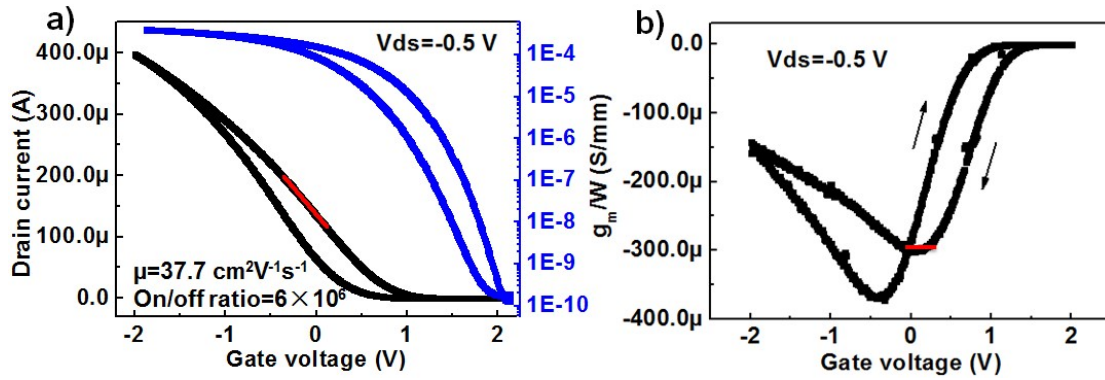 a)
Vds=-0.5 V
400.0µ
300.0µ
200.0µ
100.0µ
0.0
Drain current (A)
1E-4
1E-5
1E-6
1E-7
1E-8
1E-9
1E-10
µ=37.7 cm²V⁻¹s⁻¹
On/off ratio=6×10⁶
-2 -1 0 1 2
Gate voltage (V)
b)
Vds=-0.5 V
0.0
-100.0µ
-200.0µ
-300.0µ
-400.0µ
gₘ/W (S/mm)
-2 -1 0 1 2
Gate voltage (V)